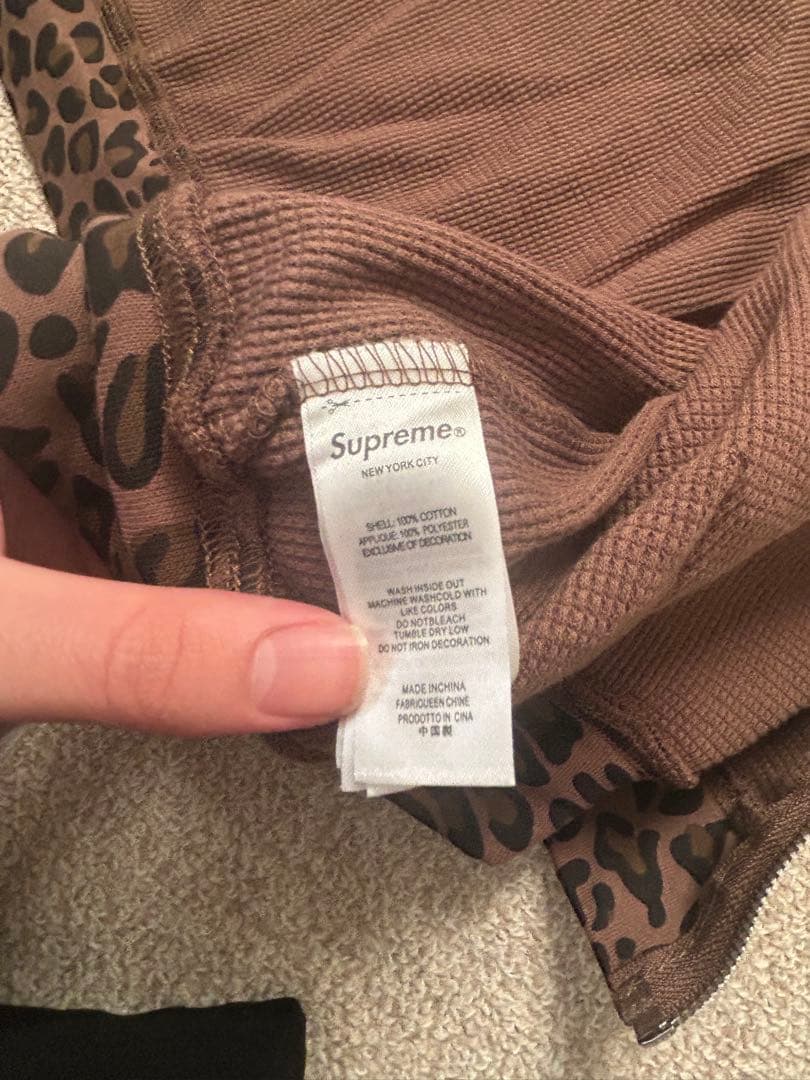 Supreme®
NEW YORK CITY
SHELL: 100% COTTON
APPLIQUE: 100% POLYESTER
EXCLUSIVE OF DECORATION
WASH INSIDE OUT
MACHINE WASHCOLD WITH
LIKE COLORS
DO NOTBLEACH
TUMBLE DRY LOW
DO NOT IRON DECORATION
MADE INCHINA
FABRIQUEEN CHINE
PRODOTTO IN CINA
中国製